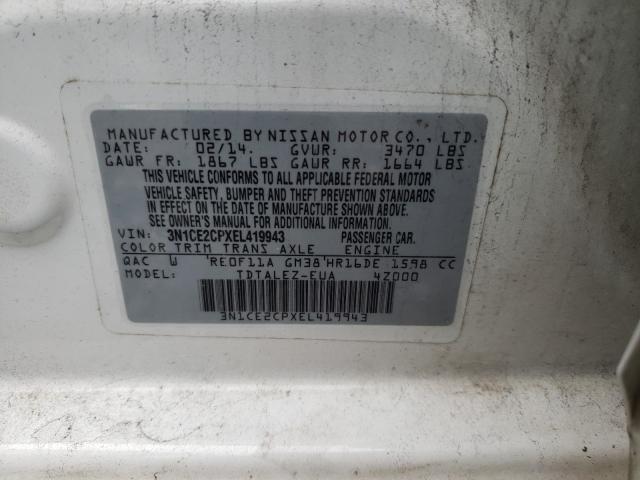 MANUFACTURED BY NISSAN MOTOR CO., LTD.
DATE: 02/14. GVWR: 3470 LBS
GAWR FR: 1867 LBS GAWR RR: 1664 LBS
THIS VEHICLE CONFORMS TO ALL APPLICABLE FEDERAL MOTOR
VEHICLE SAFETY, BUMPER AND THEFT PREVENTION STANDARDS
IN EFFECT ON THE DATE OF MANUFACTURE SHOWN ABOVE.
SEE OWNER'S MANUAL FOR ADDITIONAL INFORMATION.
VIN: 3N1CE2CPXEL419943 PASSENGER CAR.
COLOR TRIM TRANS AXLE ENGINE
QAC W 'RE0F11A GM38'HR16DE 1598 CC
MODEL: TDTALEZ-EUA 4Z000
3N1CE2CPXEL419943